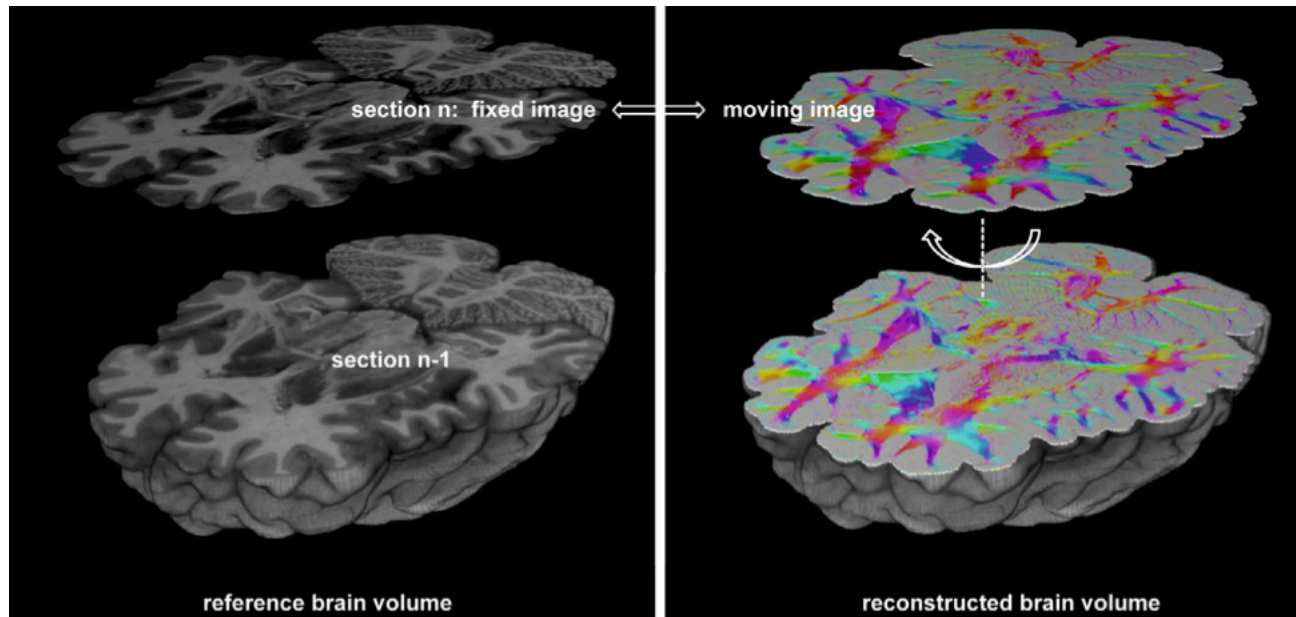 section n: fixed image
moving image
section n-1
reference brain volume
reconstructed brain volume